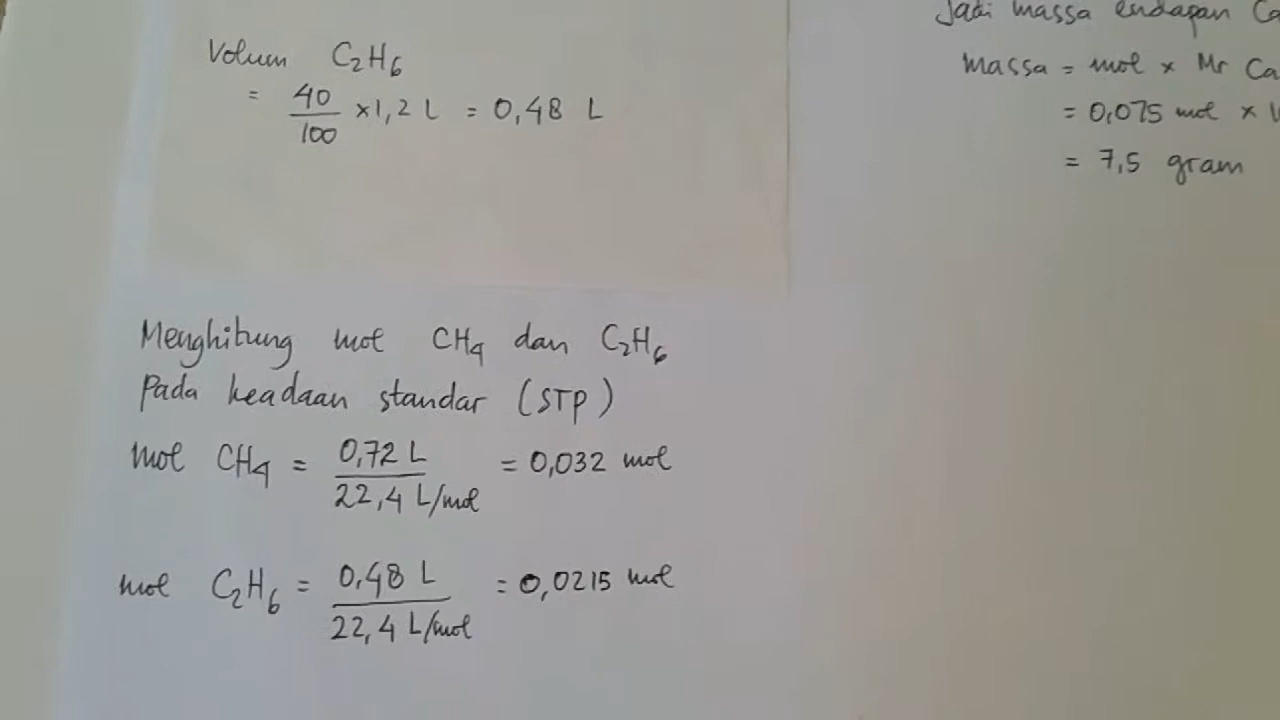 Volum C₂H₆
= 40/100 × 1,2 L = 0,48 L
Menghitung mol CH₄ dan C₂H₆
Pada keadaan standar (STP)
mol CH₄ = 0,72 L / 22,4 L/mol = 0,032 mol
mol C₂H₆ = 0,48 L / 22,4 L/mol = 0,0215 mol
Jadi massa endapan Ca
massa = mol × Mr Ca
= 0,075 mol ×
= 7,5 gram